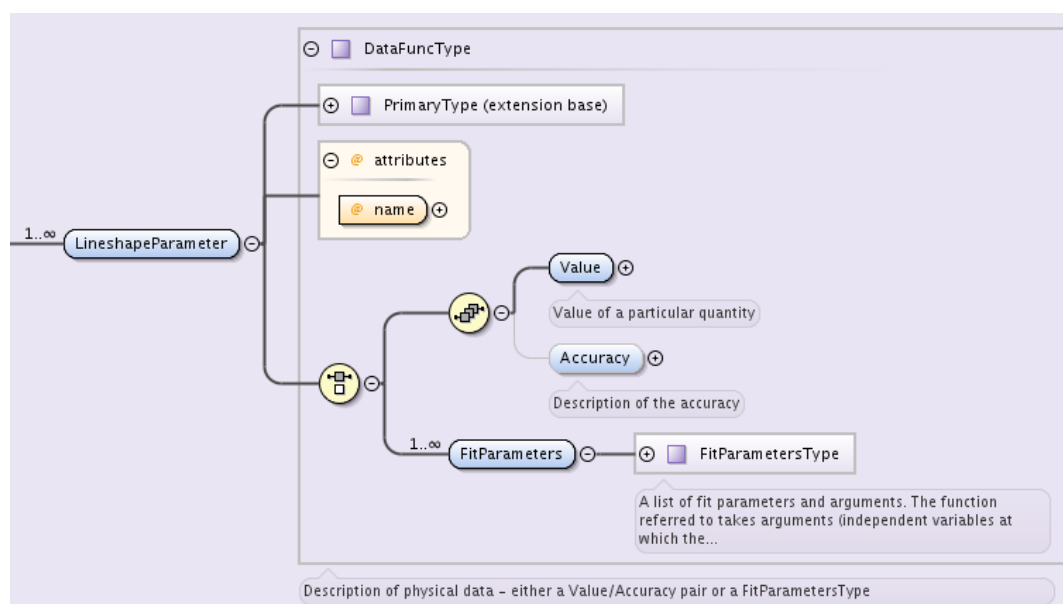 DataFuncType
PrimaryType (extension base)
@ attributes
@ name
1..∞
LineshapeParameter
Value
Value of a particular quantity
Accuracy
Description of the accuracy
1..∞
FitParameters
FitParametersType
A list of fit parameters and arguments. The function
referred to takes arguments (independent variables at
which the...
Description of physical data – either a Value/Accuracy pair or a FitParametersType